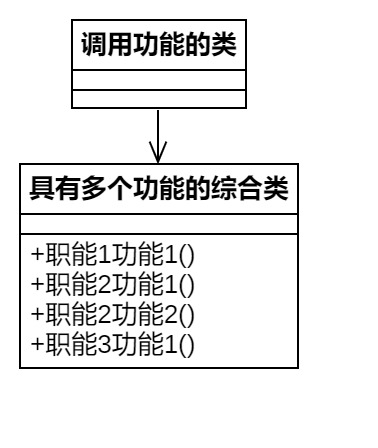 调用功能的类
具有多个功能的综合类
+职能1功能1()
+职能2功能1()
+职能2功能2()
+职能3功能1()